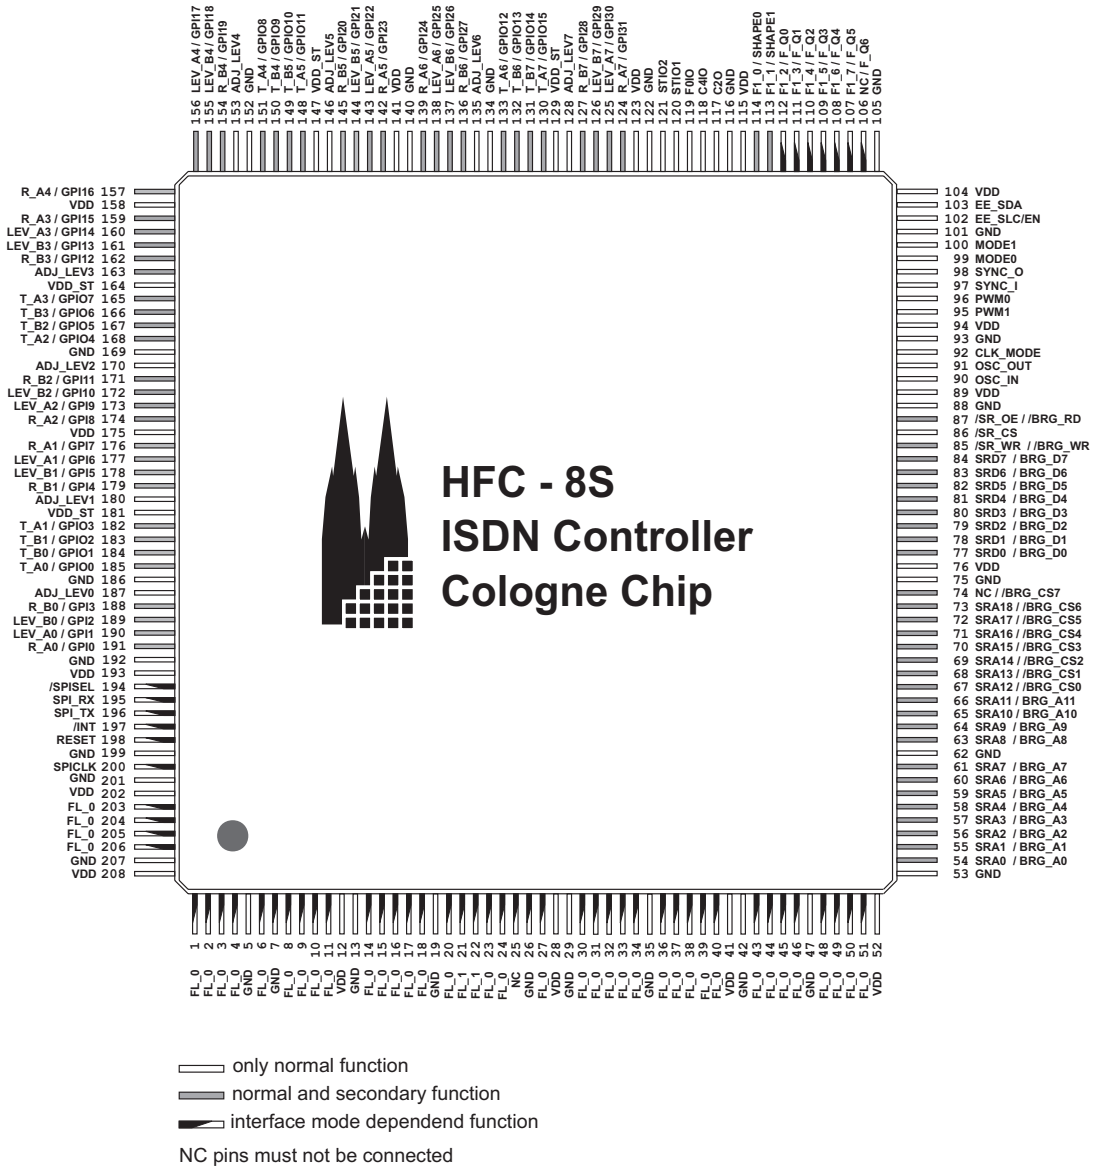 156 LEV_A4 / GPI17
155 LEV_B4 / GPI18
154 R_B4 / GPI19
153 ADJ_LEV4
152 GND
151 T_A4 / GPIO8
150 T_B4 / GPIO9
149 T_B5 / GPIO10
148 T_A5 / GPIO11
147 VDD_ST
146 ADJ_LEV5
145 R_B5 / GPI20
144 LEV_B5 / GPI21
143 LEV_A5 / GPI22
142 R_A5 / GPI23
141 VDD
140 GND
139 R_A6 / GPI24
138 LEV_A6 / GPI25
137 LEV_B6 / GPI26
136 R_B6 / GPI27
135 ADJ_LEV6
134 GND
133 T_A6 / GPIO12
132 T_B6 / GPIO13
131 T_B7 / GPIO14
130 T_A7 / GPIO15
129 VDD_ST
128 ADJ_LEV7
127 R_B7 / GPI28
126 LEV_B7 / GPI29
125 LEV_A7 / GPI30
124 R_A7 / GPI31
123 VDD
122 GND
121 STIO2
120 STIO1
119 F0IO
118 C4IO
117 C2O
116 GND
115 VDD
114 F1_0 / SHAPE0
113 F1_1 / SHAPE1
112 F1_2 / F_Q0
111 F1_3 / F_Q1
110 F1_4 / F_Q2
109 F1_5 / F_Q3
108 F1_6 / F_Q4
107 F1_7 / F_Q5
106 NC / F_Q6
105 GND
R_A4 / GPI16 157
VDD 158
R_A3 / GPI15 159
LEV_A3 / GPI14 160
LEV_B3 / GPI13 161
R_B3 / GPI12 162
ADJ_LEV3 163
VDD_ST 164
T_A3 / GPIO7 165
T_B3 / GPIO6 166
T_B2 / GPIO5 167
T_A2 / GPIO4 168
GND 169
ADJ_LEV2 170
R_B2 / GPI11 171
LEV_B2 / GPI10 172
LEV_A2 / GPI9 173
R_A2 / GPI8 174
VDD 175
R_A1 / GPI7 176
LEV_A1 / GPI6 177
LEV_B1 / GPI5 178
R_B1 / GPI4 179
ADJ_LEV1 180
VDD_ST 181
T_A1 / GPIO3 182
T_B1 / GPIO2 183
T_B0 / GPIO1 184
T_A0 / GPIO0 185
GND 186
ADJ_LEV0 187
R_B0 / GPI3 188
LEV_B0 / GPI2 189
LEV_A0 / GPI1 190
R_A0 / GPI0 191
GND 192
VDD 193
/SPISEL 194
SPI_RX 195
SPI_TX 196
/INT 197
RESET 198
GND 199
SPICLK 200
GND 201
VDD 202
FL_0 203
FL_0 204
FL_0 205
FL_0 206
GND 207
VDD 208
HFC - 8S
ISDN Controller
Cologne Chip
104 VDD
103 EE_SDA
102 EE_SLC/EN
101 GND
100 MODE1
99 MODE0
98 SYNC_O
97 SYNC_I
96 PWM0
95 PWM1
94 VDD
93 GND
92 CLK_MODE
91 OSC_OUT
90 OSC_IN
89 VDD
88 GND
87 /SR_OE / /BRG_RD
86 /SR_CS
85 /SR_WR / /BRG_WR
84 SRD7 / BRG_D7
83 SRD6 / BRG_D6
82 SRD5 / BRG_D5
81 SRD4 / BRG_D4
80 SRD3 / BRG_D3
79 SRD2 / BRG_D2
78 SRD1 / BRG_D1
77 SRD0 / BRG_D0
76 VDD
75 GND
74 NC / /BRG_CS7
73 SRA18 / /BRG_CS6
72 SRA17 / /BRG_CS5
71 SRA16 / /BRG_CS4
70 SRA15 / /BRG_CS3
69 SRA14 / /BRG_CS2
68 SRA13 / /BRG_CS1
67 SRA12 / /BRG_CS0
66 SRA11 / BRG_A11
65 SRA10 / BRG_A10
64 SRA9 / BRG_A9
63 SRA8 / BRG_A8
62 GND
61 SRA7 / BRG_A7
60 SRA6 / BRG_A6
59 SRA5 / BRG_A5
58 SRA4 / BRG_A4
57 SRA3 / BRG_A3
56 SRA2 / BRG_A2
55 SRA1 / BRG_A1
54 SRA0 / BRG_A0
53 GND
FL_0 1
FL_0 2
FL_0 3
FL_0 4
GND 5
FL_0 6
GND 7
FL_0 8
FL_0 9
FL_0 10
FL_0 11
VDD 12
GND 13
FL_0 14
FL_0 15
FL_0 16
FL_0 17
FL_0 18
GND 19
FL_0 20
FL_1 21
FL_1 22
FL_0 23
FL_0 24
NC 25
GND 26
FL_0 27
VDD 28
GND 29
FL_0 30
FL_0 31
FL_0 32
FL_0 33
FL_0 34
GND 35
FL_0 36
FL_0 37
FL_0 38
FL_0 39
FL_0 40
VDD 41
GND 42
FL_0 43
FL_0 44
FL_0 45
FL_0 46
GND 47
FL_0 48
FL_0 49
FL_0 50
FL_0 51
VDD 52
only normal function
normal and secondary function
interface mode dependend function
NC pins must not be connected